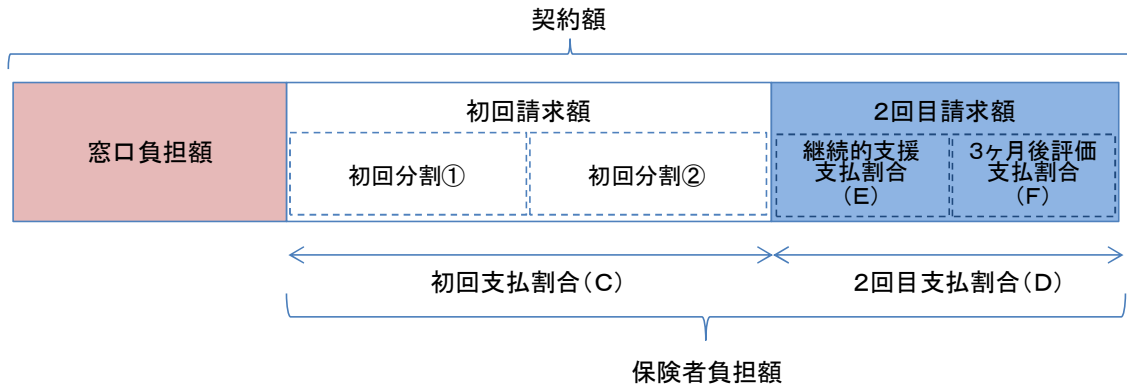 契約額
窓口負担額
初回請求額
初回分割①
初回分割②
2回目請求額
継続的支援
支払割合
(E)
3ヶ月後評価
支払割合
(F)
初回支払割合(C)
2回目支払割合(D)
保険者負担額